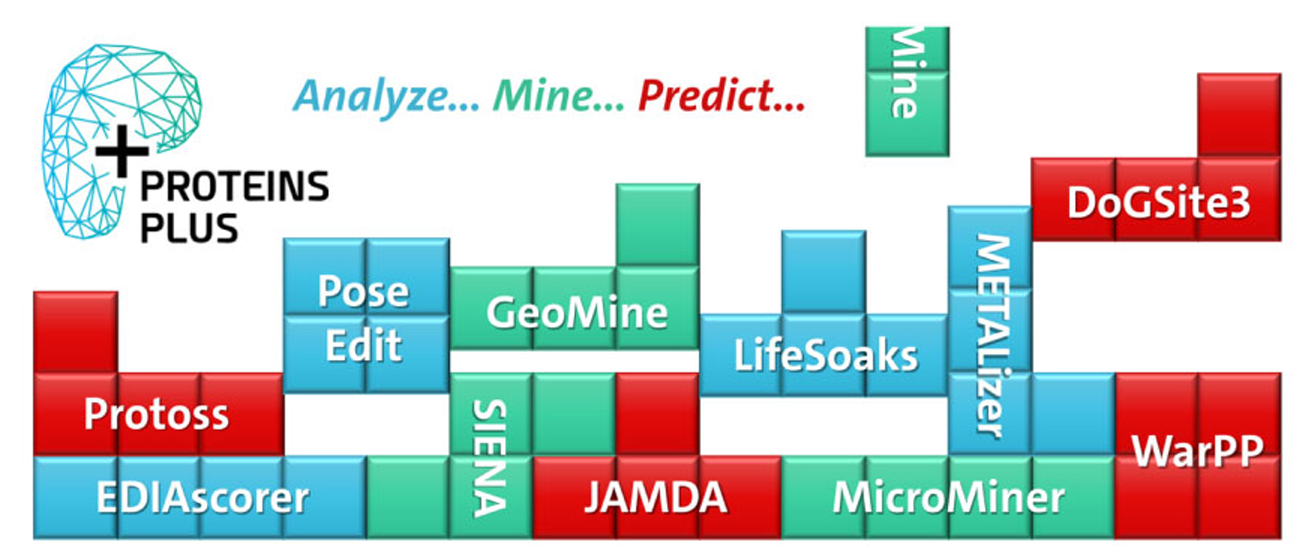 Analyze... Mine... Predict...
PROTEINS
PLUS
Mine
DoGSite3
METALizer
Pose
Edit
GeoMine
LifeSoaks
Protoss
SIENA
WarPP
EDIAscorer
JAMDA
MicroMiner